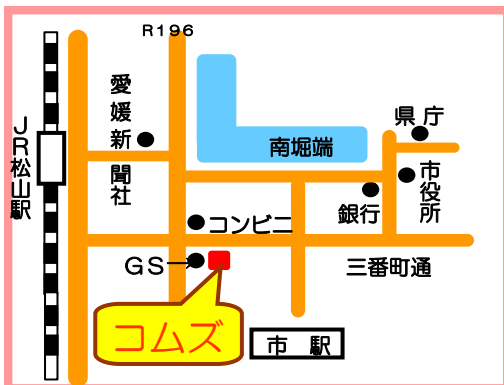 R196
愛媛新聞社
県庁
JR松山駅
南堀端
市役所
銀行
コンビニ
GS
三番町通
コムズ
市駅